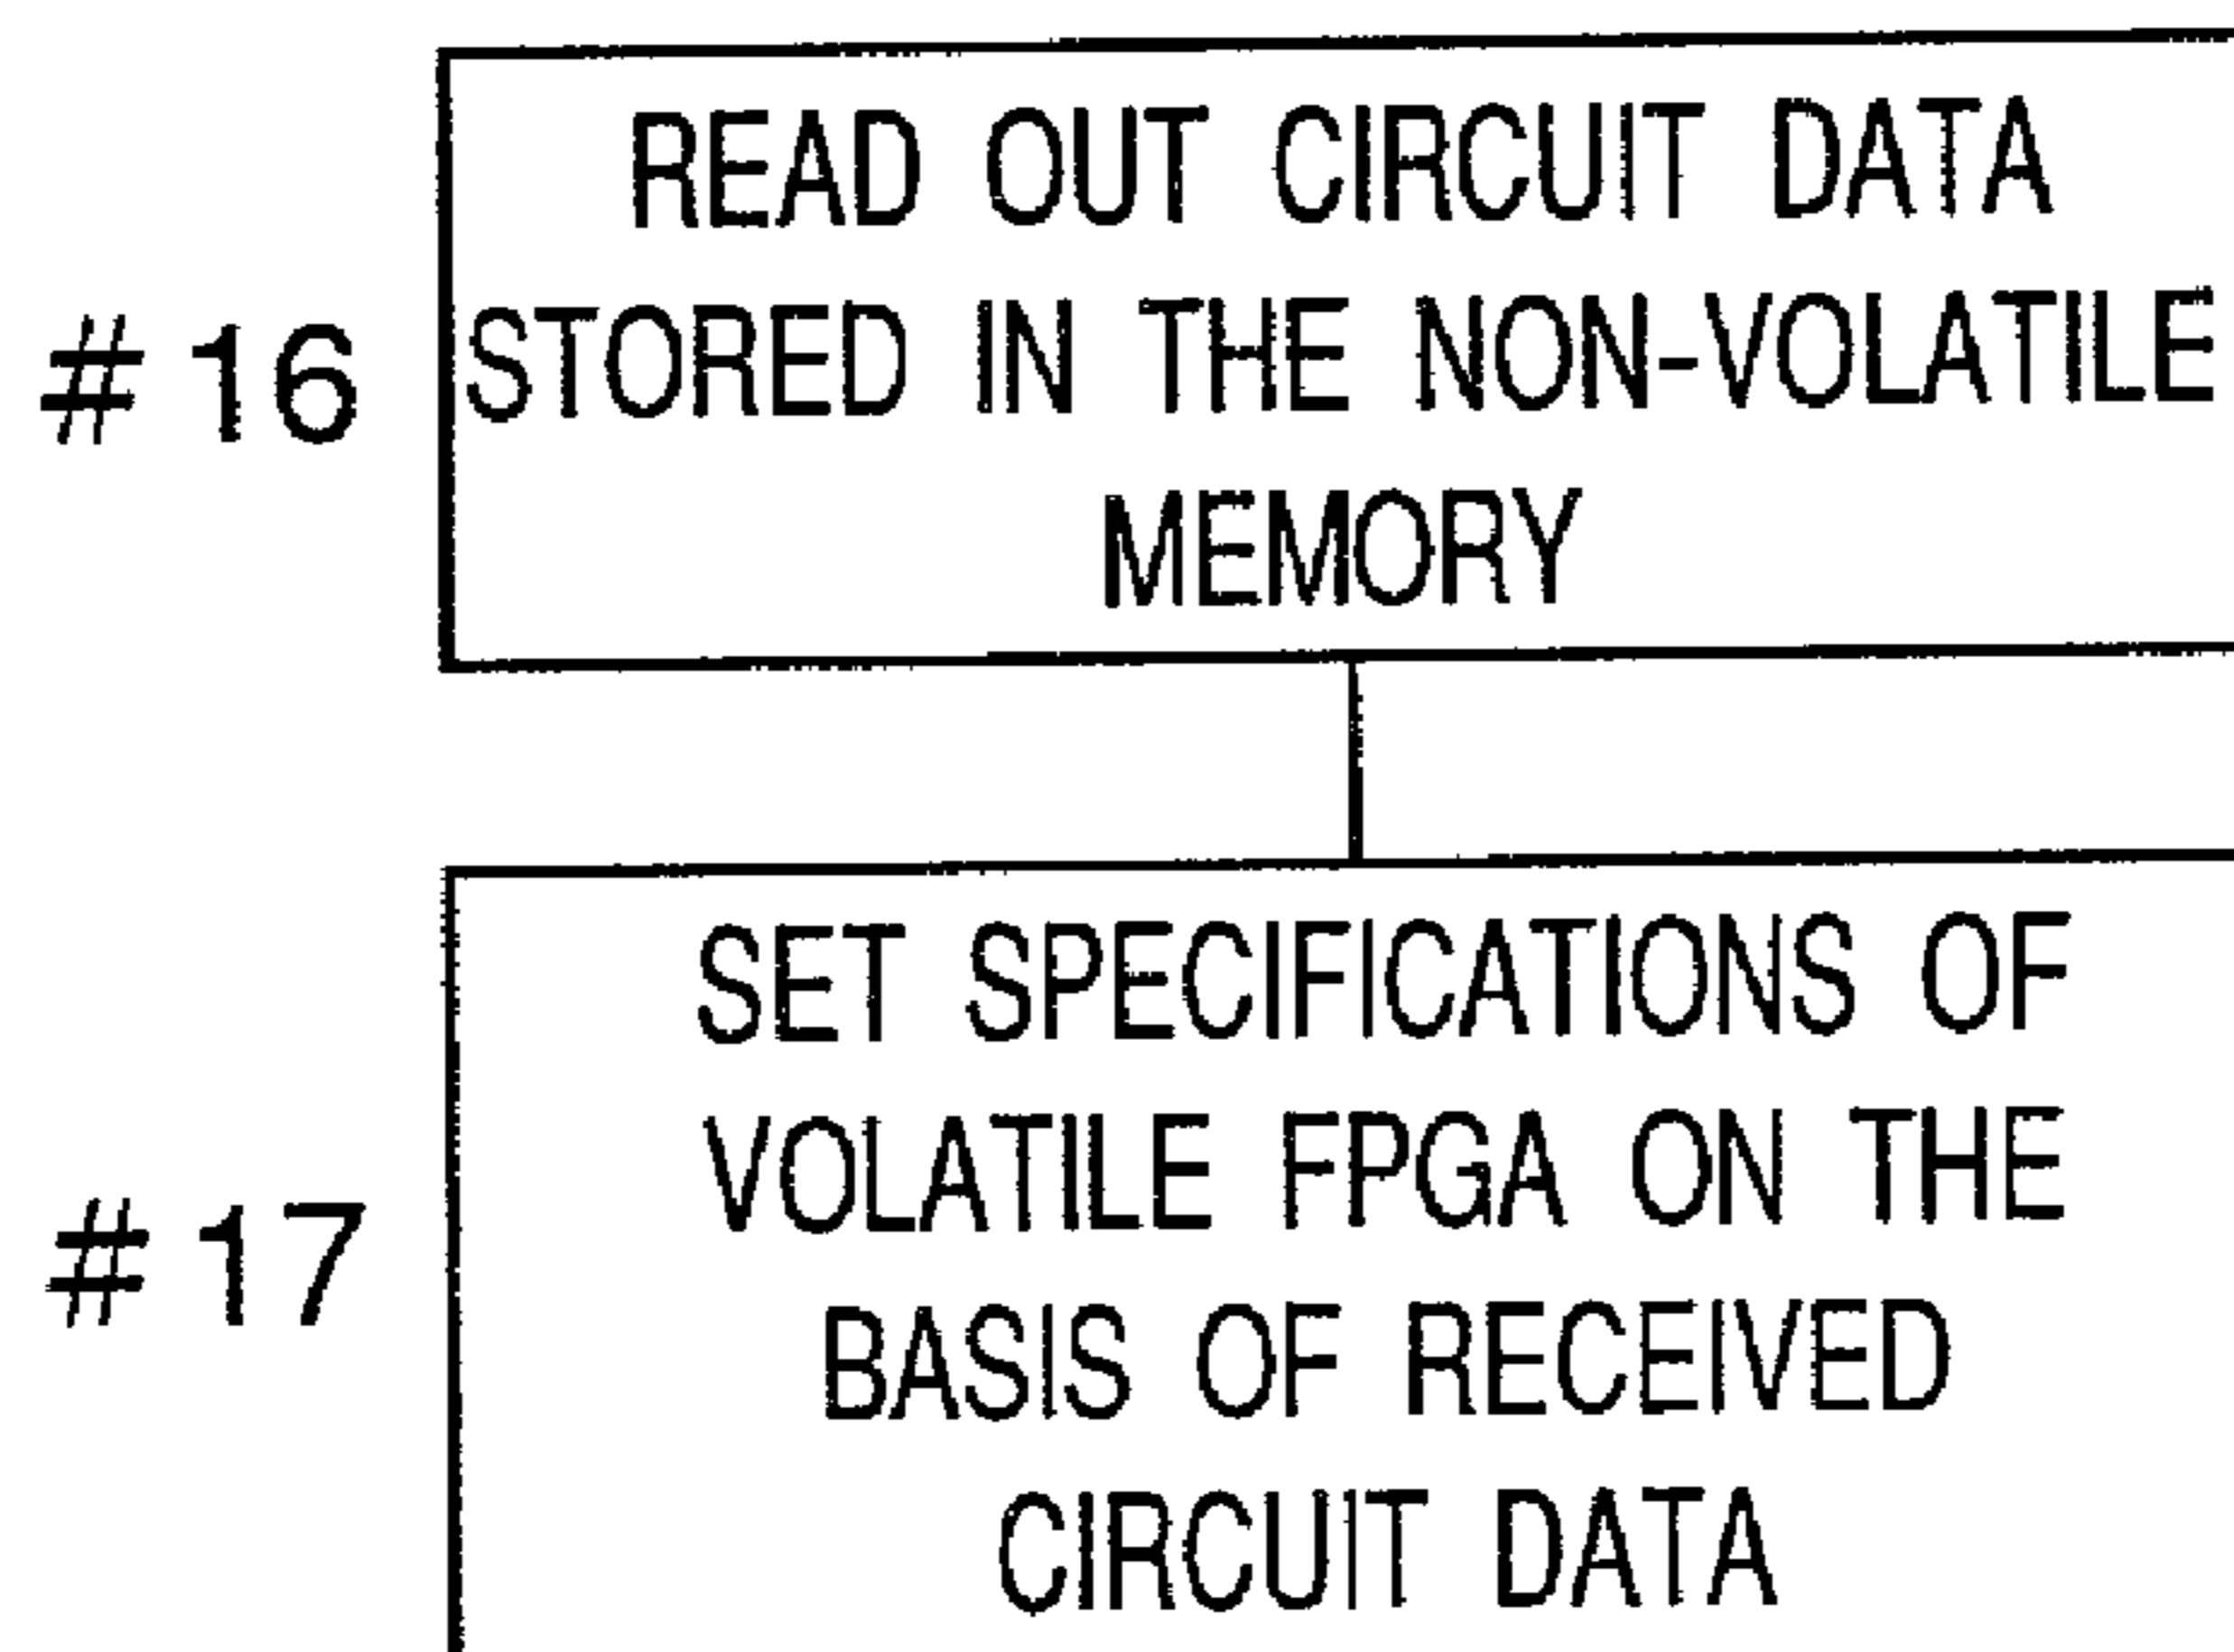 READ OUT CIRCUIT DATA
# 16 STORED IN THE NON-VOLATILE
MEMORY
SET SPECIFICATIONS OF
VOLATILE FPGA ON THE
# 17
BASIS OF RECEIVED
CIRCUIT DATA